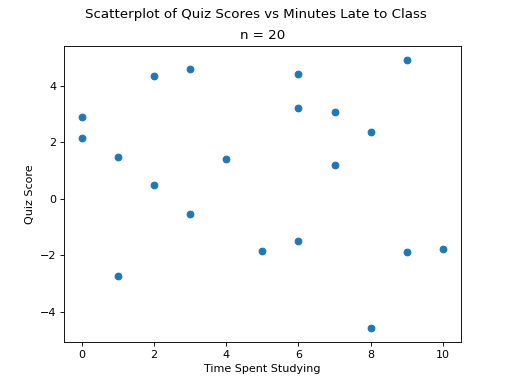 Scatterplot of Quiz Scores vs Minutes Late to Class
n = 20
4
2
0
−2
−4
Quiz Score
0 2 4 6 8 10
Time Spent Studying